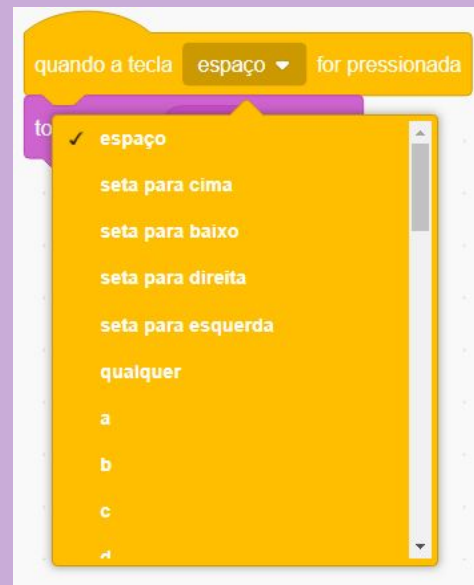 quando a tecla espaço for pressionada
to
✓ espaço
seta para cima
seta para baixo
seta para direita
seta para esquerda
qualquer
a
b
c
d